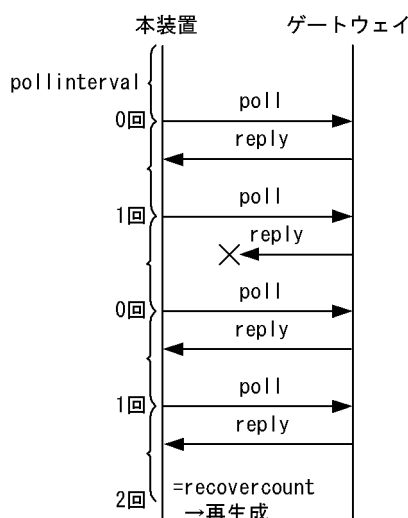 本装置 ゲートウェイ
pollinterval
poll
0回
reply
poll
1回
reply
poll
0回
reply
poll
1回
reply
=recovercount
2回
→再生成